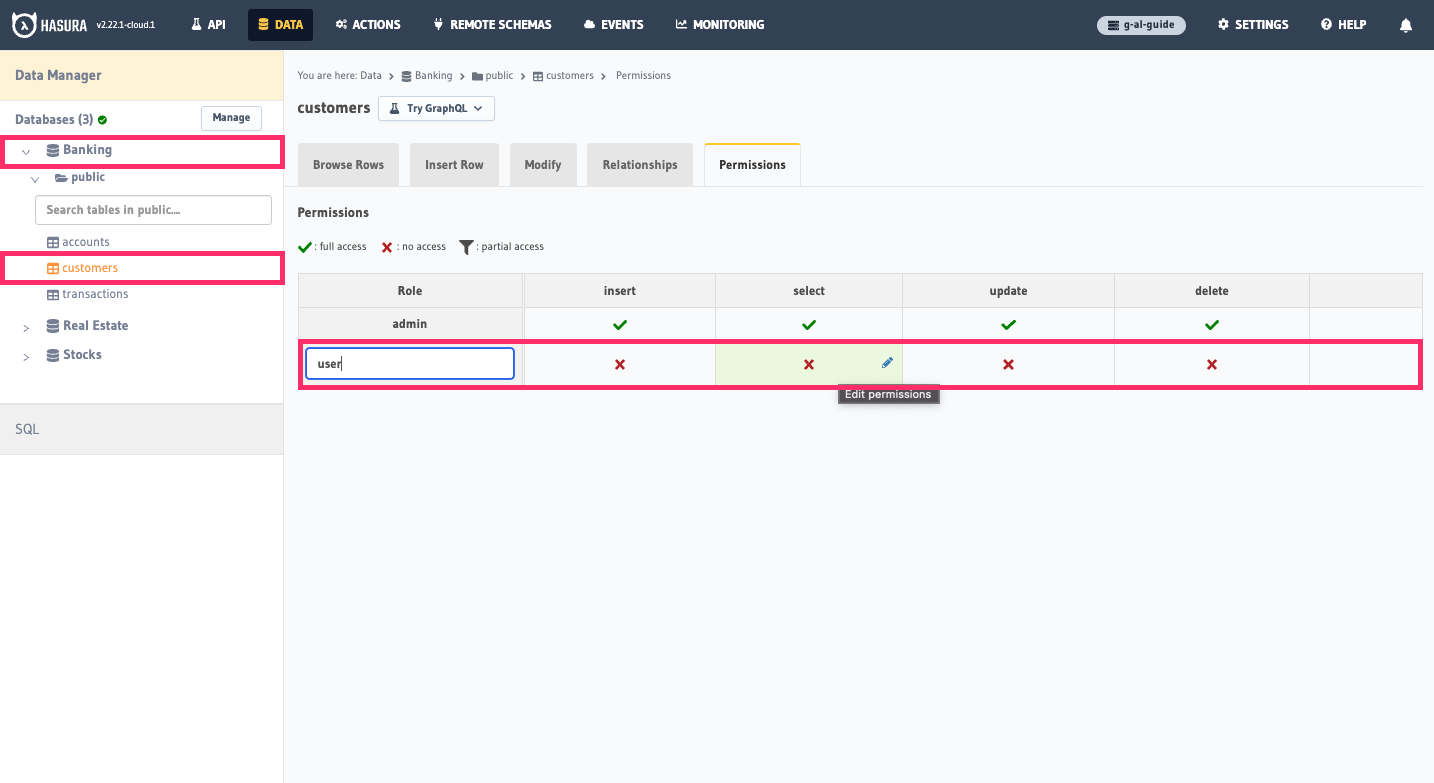 HASURA v2.22.1-cloud.1 API DATA ACTIONS REMOTE SCHEMAS EVENTS MONITORING g-al-guide SETTINGS HELP
Data Manager
Databases (3)
Manage
Banking
public
Search tables in public....
accounts
customers
transactions
Real Estate
Stocks
SQL
You are here: Data > Banking > public > customers > Permissions
customers Try GraphQL
Browse Rows Insert Row Modify Relationships Permissions
Permissions
: full access : no access : partial access
Role insert select update delete
admin
user
Edit permissions